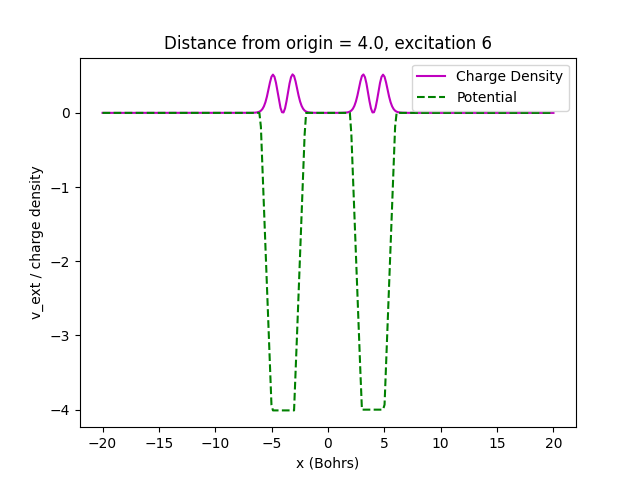 Distance from origin = 4.0, excitation 6
Charge Density
Potential
0
−1
−2
−3
−4
v_ext / charge density
−20
−15
−10
−5
0
5
10
15
20
x (Bohrs)